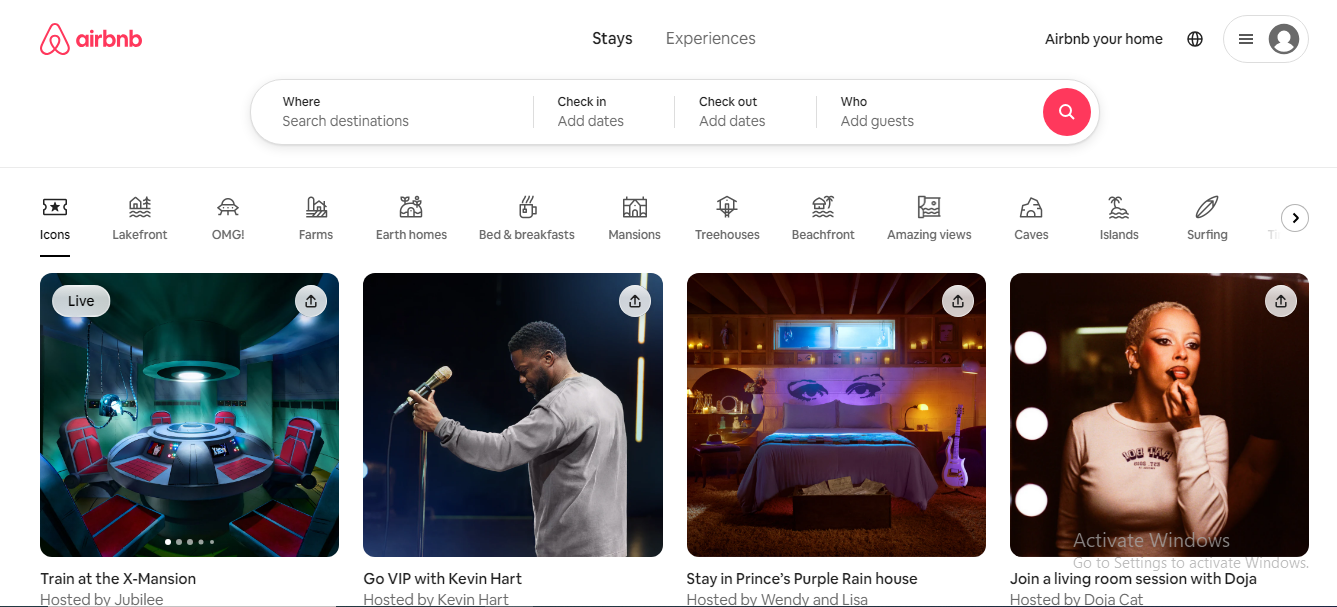 airbnb
Stays Experiences
Airbnb your home
Where Check in Check out Who
Search destinations Add dates Add dates Add guests
Icons Lakefront OMG! Farms Earth homes Bed & breakfasts Mansions Treehouses Beachfront Amazing views Caves Islands Surfing
Live
Activate Windows
Go to Settings to activate Windows.
Train at the X-Mansion Go VIP with Kevin Hart Stay in Prince's Purple Rain house Join a living room session with Doja
Hosted by Jubilee Hosted by Kevin Hart Hosted by Wendy and Lisa Hosted by Doja Cat